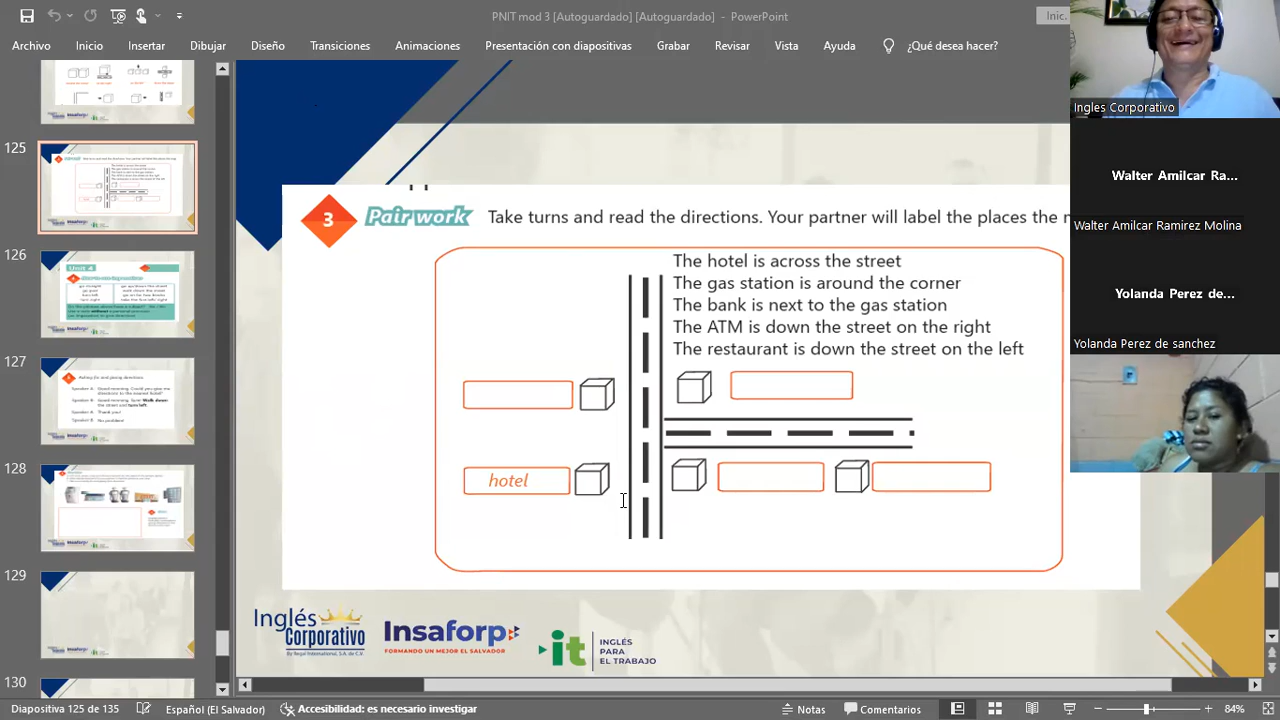 PNIT mod 3 [Autoguardado] [Autoguardado] - PowerPoint
Inic.
Archivo Inicio Insertar Dibujar Diseño Transiciones Animaciones Presentación con diapositivas Grabar Revisar Vista Ayuda ¿Qué desea hacer?
Ingles Corporativo
Walter Amilcar Ra...
Walter Amilcar Ramirez Molina
Yolanda Perez de...
Yolanda Perez de sanchez
125
126
127
128
129
130
3 Pair work Take turns and read the directions. Your partner will label the places the
The hotel is across the street
The gas station is around the corner
The bank is next to the gas station
The ATM is down the street on the right
The restaurant is down the street on the left
hotel
Inglés
Corporativo
Insaforp
FORMANDO UN MEJOR EL SALVADOR
it
INGLÉS
PARA
EL TRABAJO
Diapositiva 125 de 135 Español (El Salvador) Accesibilidad: es necesario investigar Notas Comentarios 84%